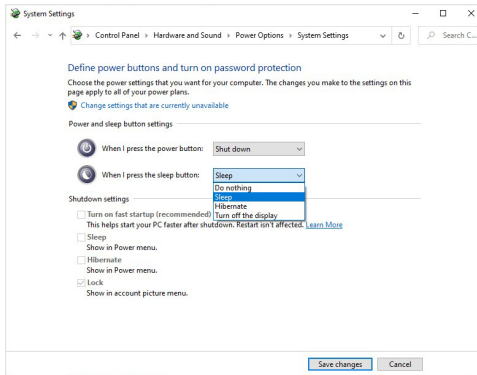 System Settings
Control Panel > Hardware and Sound > Power Options > System Settings
Search C...
Define power buttons and turn on password protection
Choose the power settings that you want for your computer. The changes you make to the settings on this
page apply to all of your power plans.
Change settings that are currently unavailable
Power and sleep button settings
When I press the power button: Shut down
When I press the sleep button: Sleep
Do nothing
Sleep
Hibernate
Turn off the display
Shutdown settings
Turn on fast startup (recommended)
This helps start your PC faster after shutdown. Restart isn't affected. Learn More
Sleep
Show in Power menu.
Hibernate
Show in Power menu.
Lock
Show in account picture menu.
Save changes Cancel